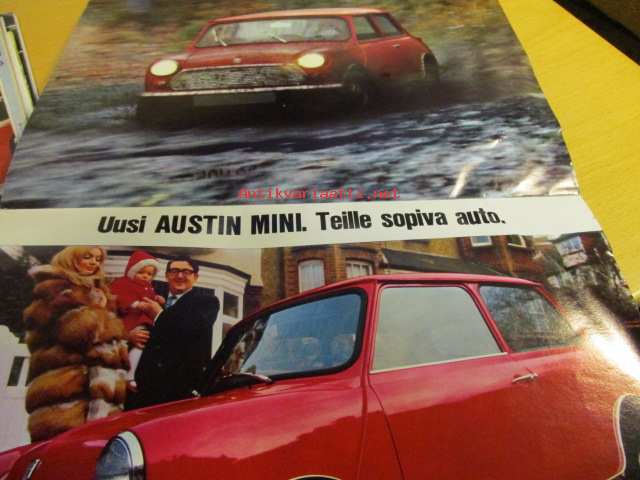 Antikvariaatti.net
Uusi AUSTIN MINI. Teille sopiva auto.